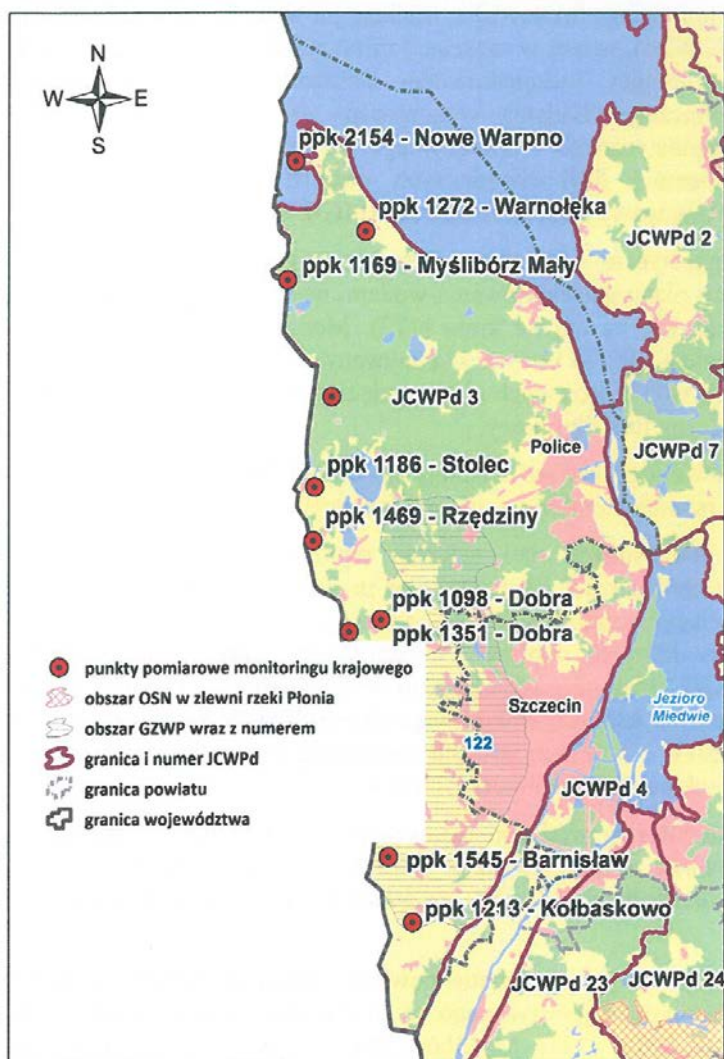 N
W E
S
ppk 2154 - Nowe Warpno
ppk 1272 - Warnołęka
JCWPd 2
ppk 1169 - Myślibórz Mały
JCWPd 3
Police
JCWPd 7
ppk 1186 - Stolec
ppk 1469 - Rzędziny
ppk 1098 - Dobra
ppk 1351 - Dobra
punkty pomiarowe monitoringu krajowego
obszar OSN w zlewni rzeki Płonia
Szczecin
Jezioro
Miedwie
obszar GZWP wraz z numerem
122
granica i numer JCWPd
granica powiatu
JCWPd 4
granica województwa
ppk 1545 - Barnisław
ppk 1213 - Kołbaskowo
JCWPd 23
JCWPd 24